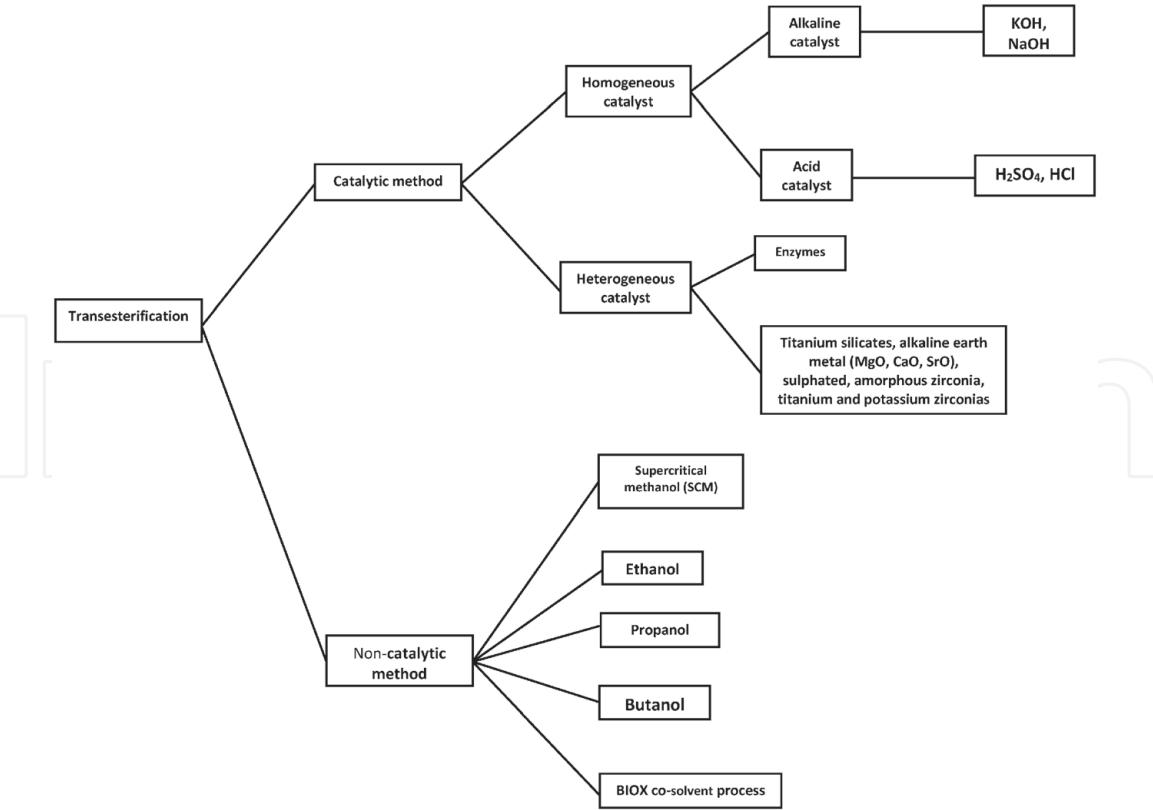 Alkaline
catalyst
KOH,
NaOH
Homogeneous
catalyst
Acid
catalyst
H₂SO₄, HCl
Catalytic method
Enzymes
Heterogeneous
catalyst
Transesterification
Titanium silicates, alkaline earth
metal (MgO, CaO, SrO),
sulphated, amorphous zirconia,
titanium and potassium zirconias
Supercritical
methanol (SCM)
Ethanol
Propanol
Non-catalytic
method
Butanol
BIOX co-solvent process